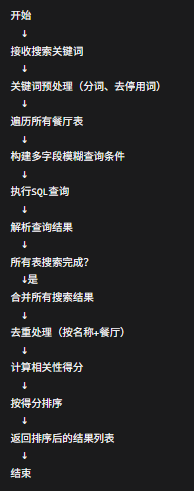 开始
↓
接收搜索关键词
↓
关键词预处理（分词、去停用词）
↓
遍历所有餐厅表
↓
构建多字段模糊查询条件
↓
执行SQL查询
↓
解析查询结果
↓
所有表搜索完成？
↓是
合并所有搜索结果
↓
去重处理（按名称+餐厅）
↓
计算相关性得分
↓
按得分排序
↓
返回排序后的结果列表
↓
结束